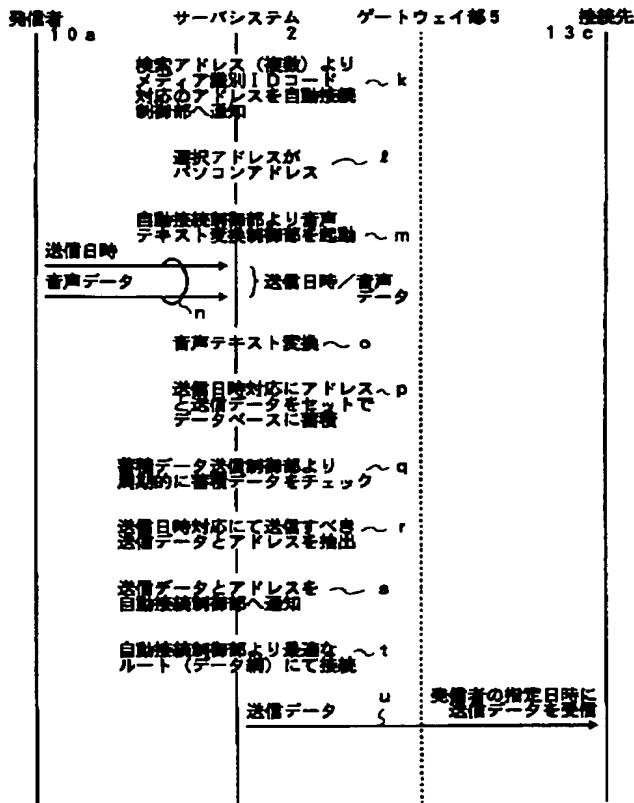 発信者
10a
サーバシステム
2
ゲートウェイ部5
接続先
13c
検索アドレス（複数）より
メディア識別IDコード
対応のアドレスを自動接続
制御部へ通知
~ k
選択アドレスが
パソコンアドレス
~ ℓ
自動接続制御部より音声
テキスト変換制御部を起動 ~ m
送信日時
音声データ
n
送信日時／音声
データ
音声テキスト変換 ~ o
送信日時対応にアドレス ~ p
と送信データをセットで
データベースに蓄積
蓄積データ送信制御部より ~ q
周期的に蓄積データをチェック
送信日時対応にて送信すべき ~ r
送信データとアドレスを抽出
送信データとアドレスを ~ s
自動接続制御部へ通知
自動接続制御部より最適な ~ t
ルート（データ網）にて接続
送信データ
u
発信者の指定日時に
送信データを受信